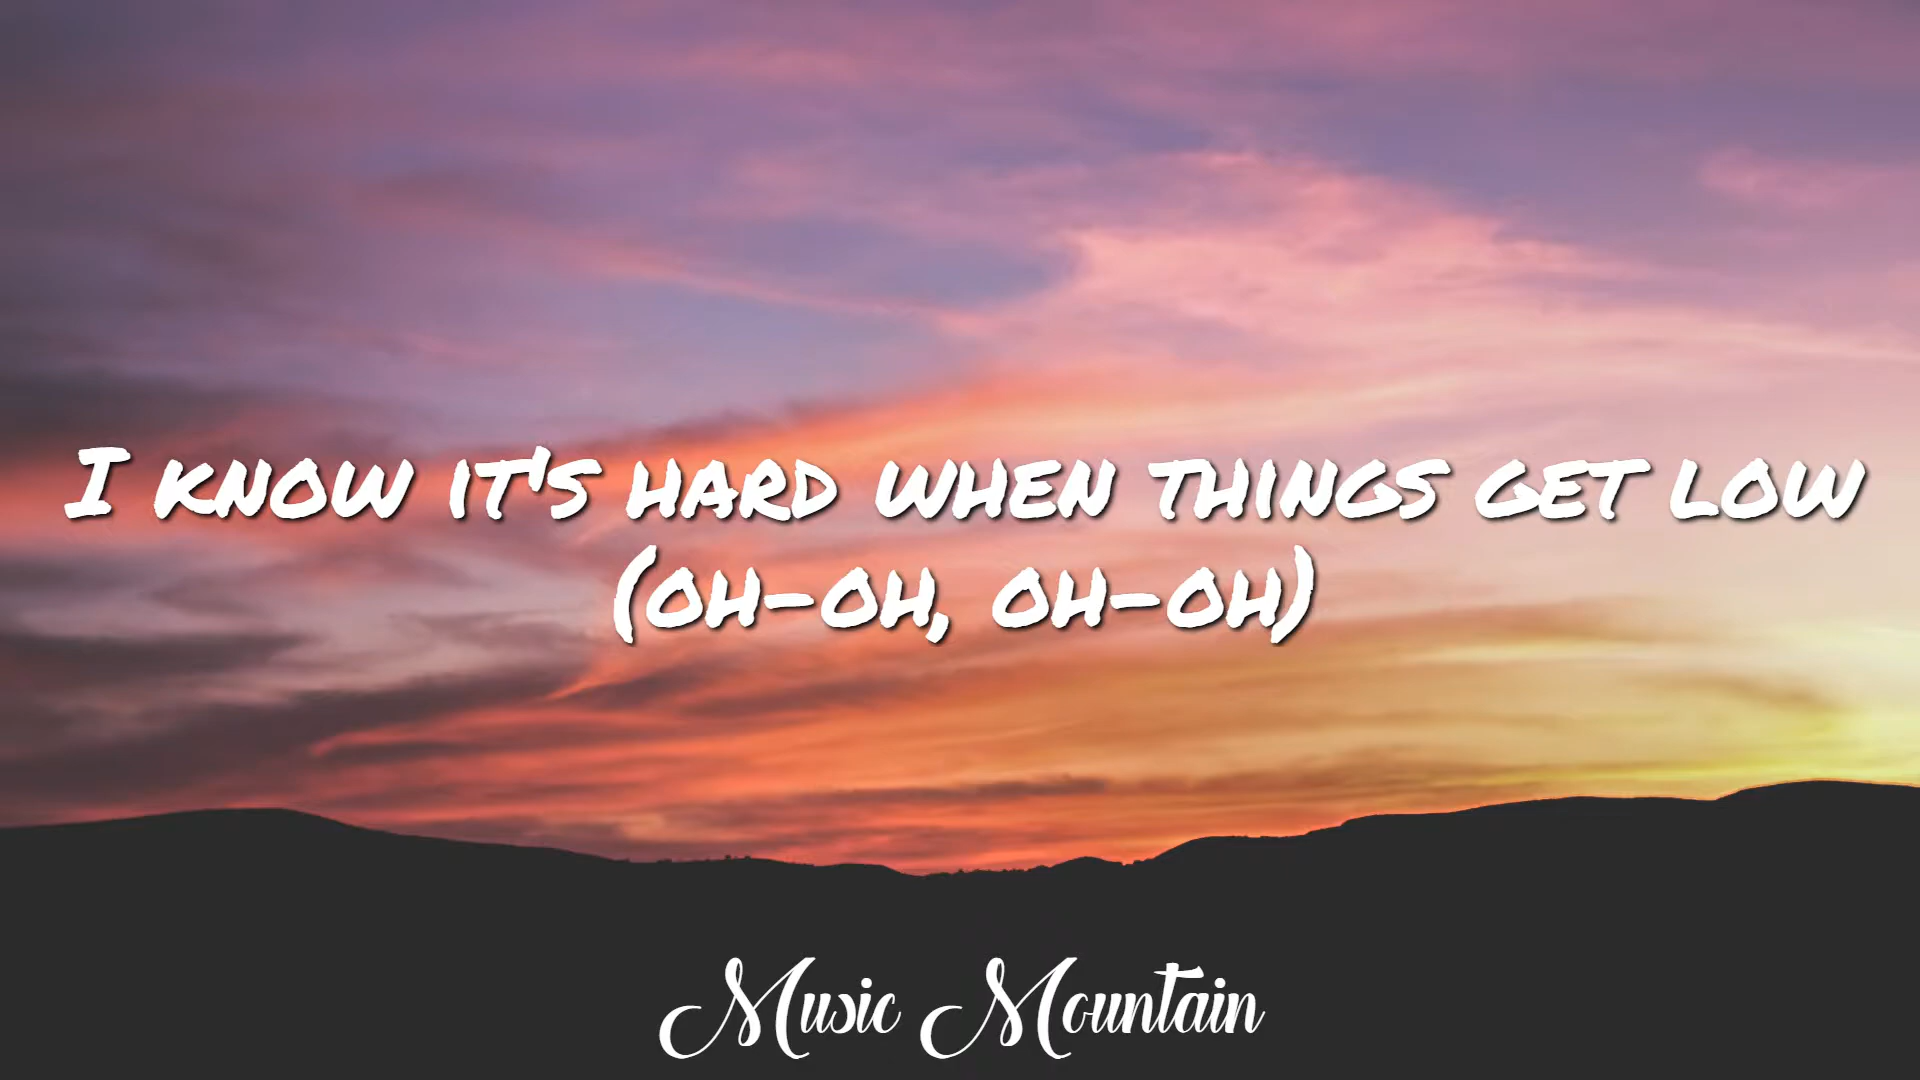 I KNOW IT'S HARD WHEN THINGS GET LOW
(OH-OH, OH-OH)
Music Mountain